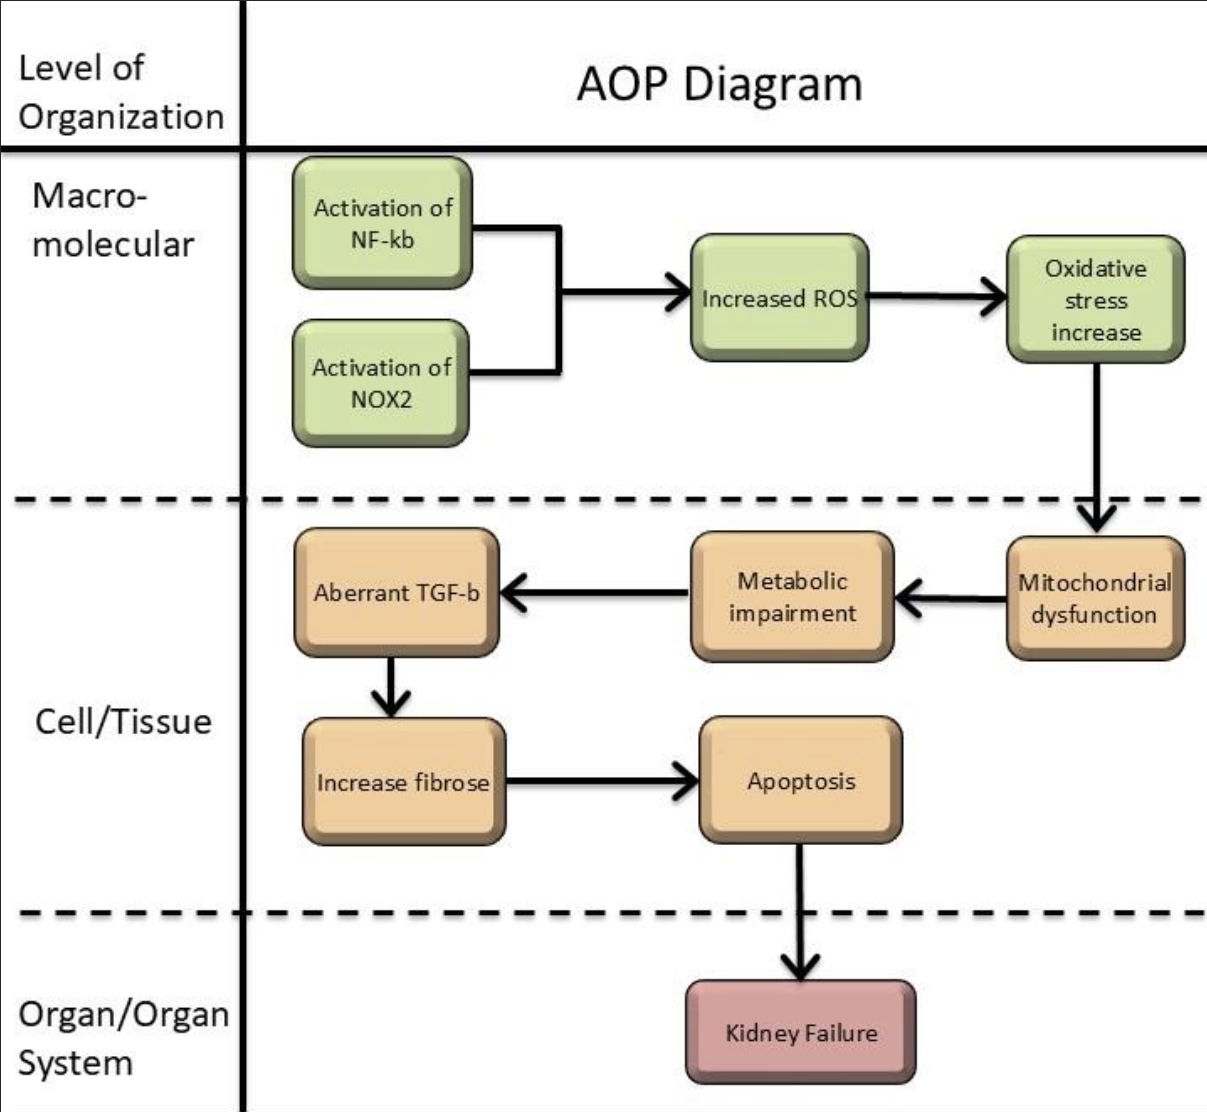 Level of
Organization
AOP Diagram
Macro-
molecular
Activation of
NF-kb
Activation of
NOX2
Increased ROS
Oxidative
stress
increase
Aberrant TGF-b
Metabolic
impairment
Mitochondrial
dysfunction
Cell/Tissue
Increase fibrose
Apoptosis
Organ/Organ
System
Kidney Failure